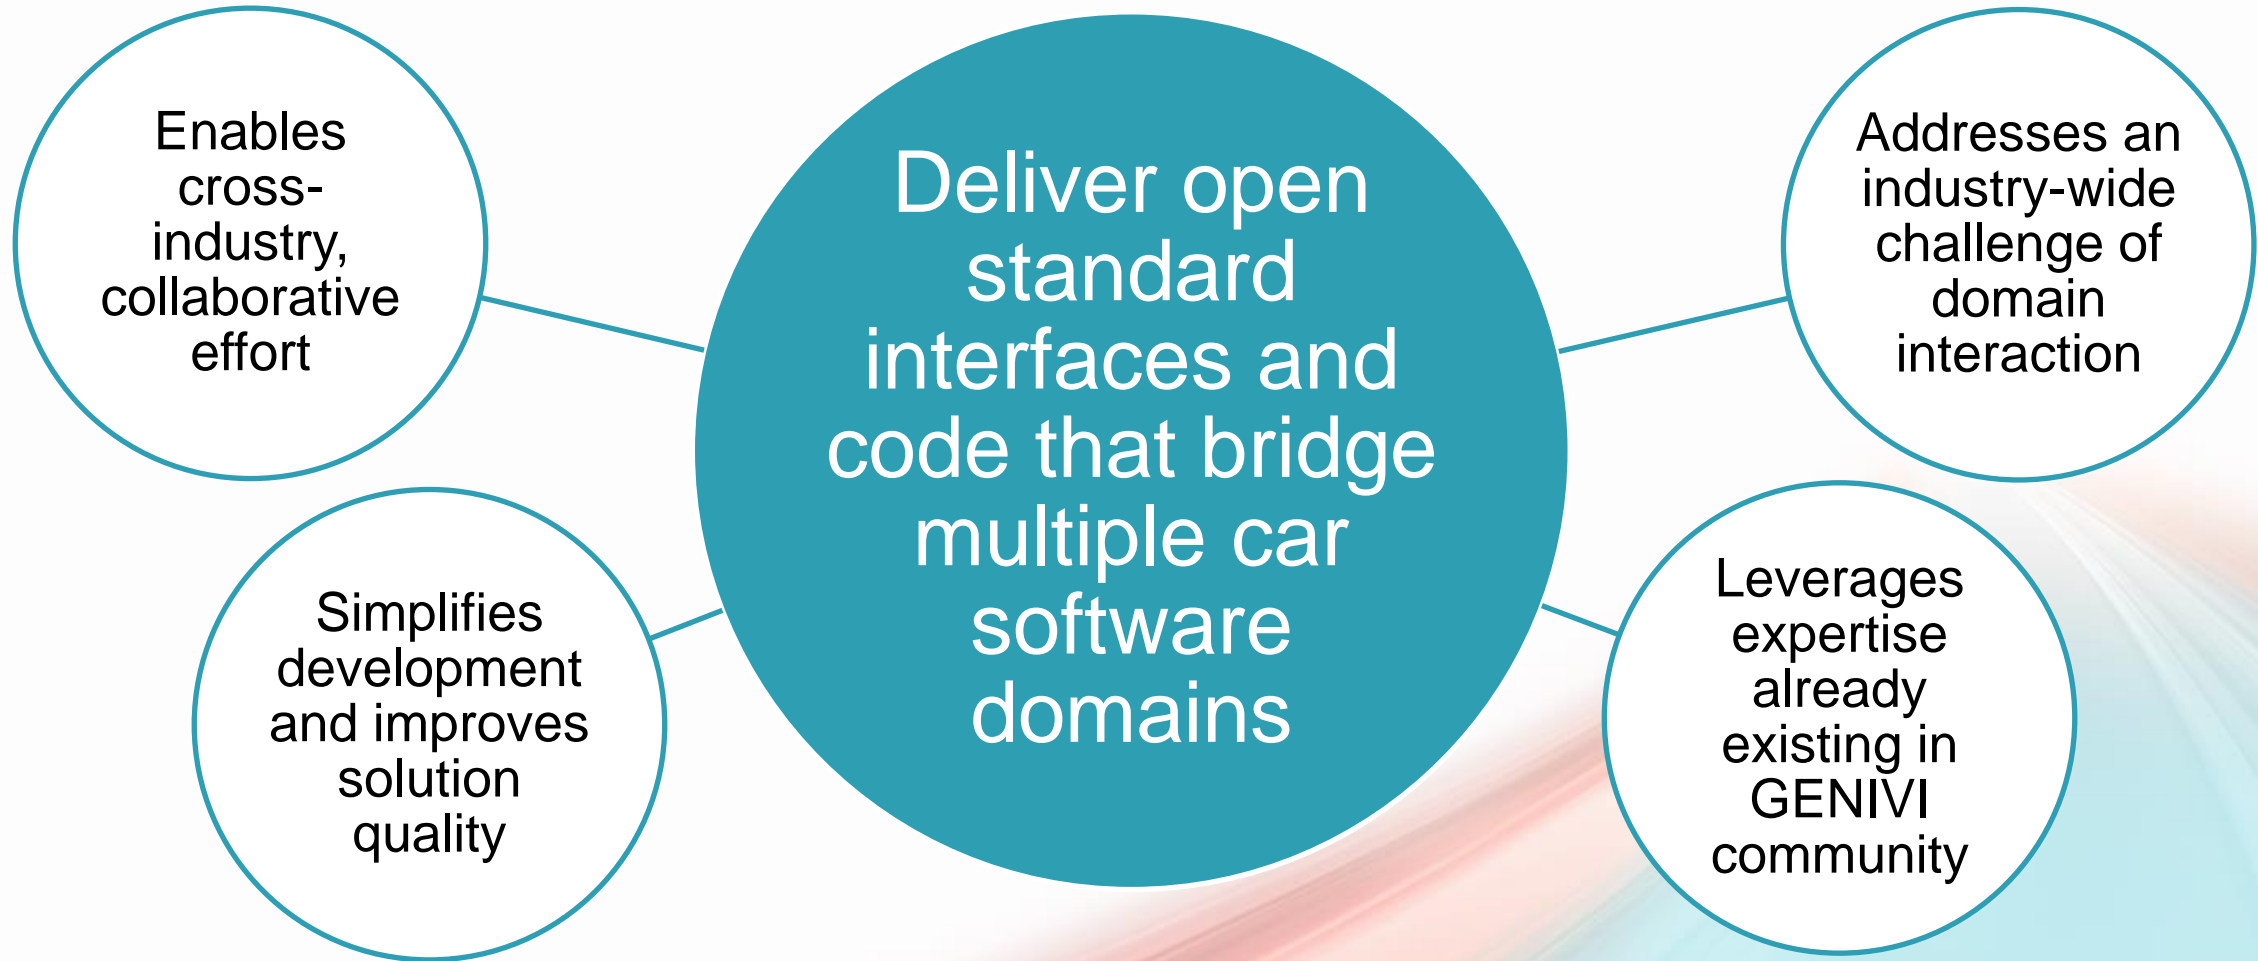 Enables
cross-
industry,
collaborative
effort
Simplifies
development
and improves
solution
quality
Deliver open
standard
interfaces and
code that bridge
multiple car
software
domains
Addresses an
industry-wide
challenge of
domain
interaction
Leverages
expertise
already
existing in
GENIVI
community